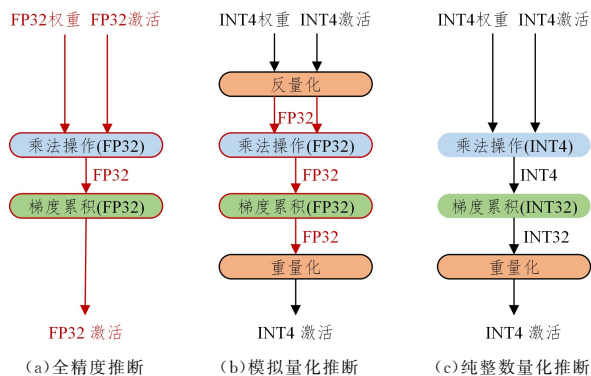 FP32权重 FP32激活
乘法操作(FP32)
FP32
梯度累积(FP32)
FP32 激活
(a)全精度推断
INT4权重 INT4激活
反量化
FP32
乘法操作(FP32)
FP32
梯度累积(FP32)
FP32
重量化
INT4 激活
(b)模拟量化推断
INT4权重 INT4激活
乘法操作(INT4)
INT4
梯度累积(INT32)
INT32
重量化
INT4 激活
(c)纯整数量化推断